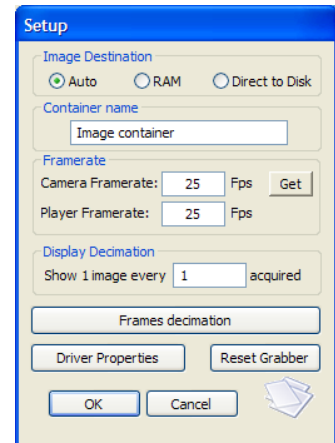 Setup
Image Destination
Auto RAM Direct to Disk
Container name
Image container
Framerate
Camera Framerate: 25 Fps Get
Player Framerate: 25 Fps
Display Decimation
Show 1 image every 1 acquired
Frames decimation
Driver Properties Reset Grabber
OK Cancel